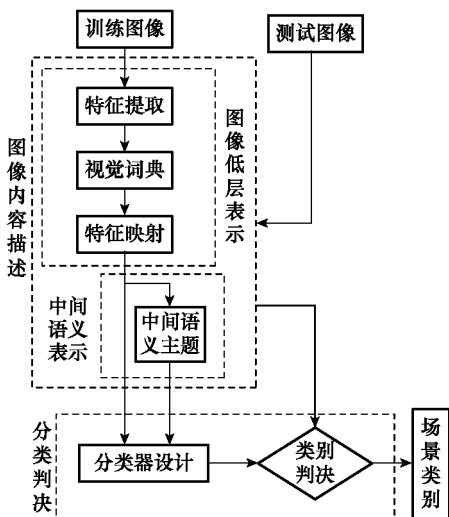 训练图像
测试图像
特征提取
视觉词典
特征映射
图像低层表示
图像内容描述
中间
语义
表示
中间语
义主题
分类判决
分类器设计
类别
判决
场景类别